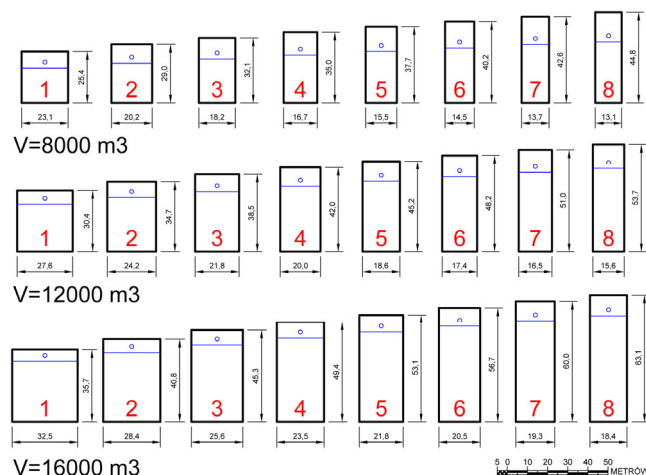 1 2 3 4 5 6 7 8
25,4 29,0 32,1 35,0 37,7 40,2 42,6 44,8
23,1 20,2 18,2 16,7 15,5 14,5 13,7 13,1
V=8000 m3
1 2 3 4 5 6 7 8
30,4 34,7 38,5 42,0 45,2 48,2 51,0 53,7
27,6 24,2 21,8 20,0 18,6 17,4 16,5 15,6
V=12000 m3
1 2 3 4 5 6 7 8
35,7 40,8 45,3 49,4 53,1 56,7 60,0 63,1
32,5 28,4 25,6 23,5 21,8 20,5 19,3 18,4
V=16000 m3
5 0 10 20 30 40 50 METRÓW